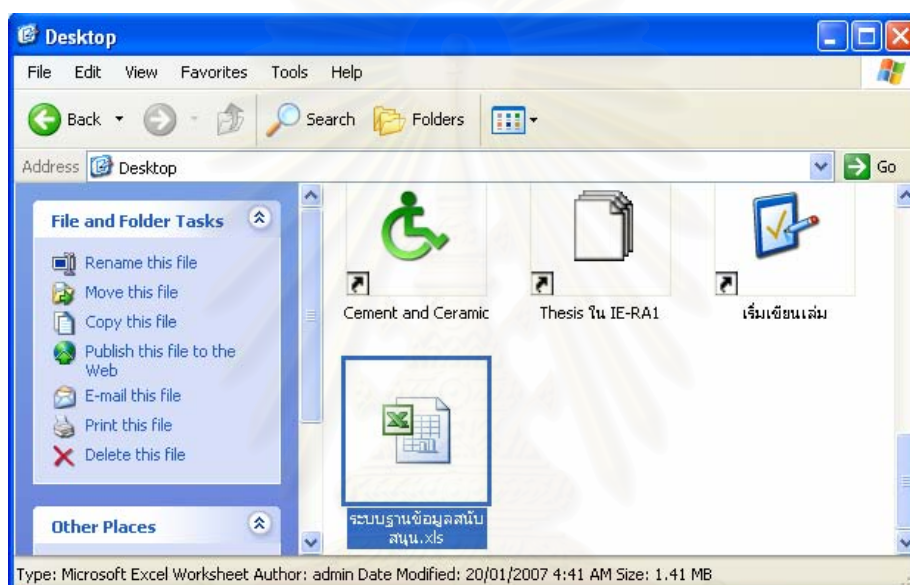 Desktop
File Edit View Favorites Tools Help
Back Search Folders
Address Desktop Go
File and Folder Tasks
Rename this file
Move this file
Copy this file
Publish this file to the
Web
E-mail this file
Print this file
Delete this file
Other Places
Cement and Ceramic
Thesis ใน IE-RA1
เริ่มเขียนเล่ม
ระบบฐานข้อมูลสนับ
สนุน.xls
Type: Microsoft Excel Worksheet Author: admin Date Modified: 20/01/2007 4:41 AM Size: 1.41 MB